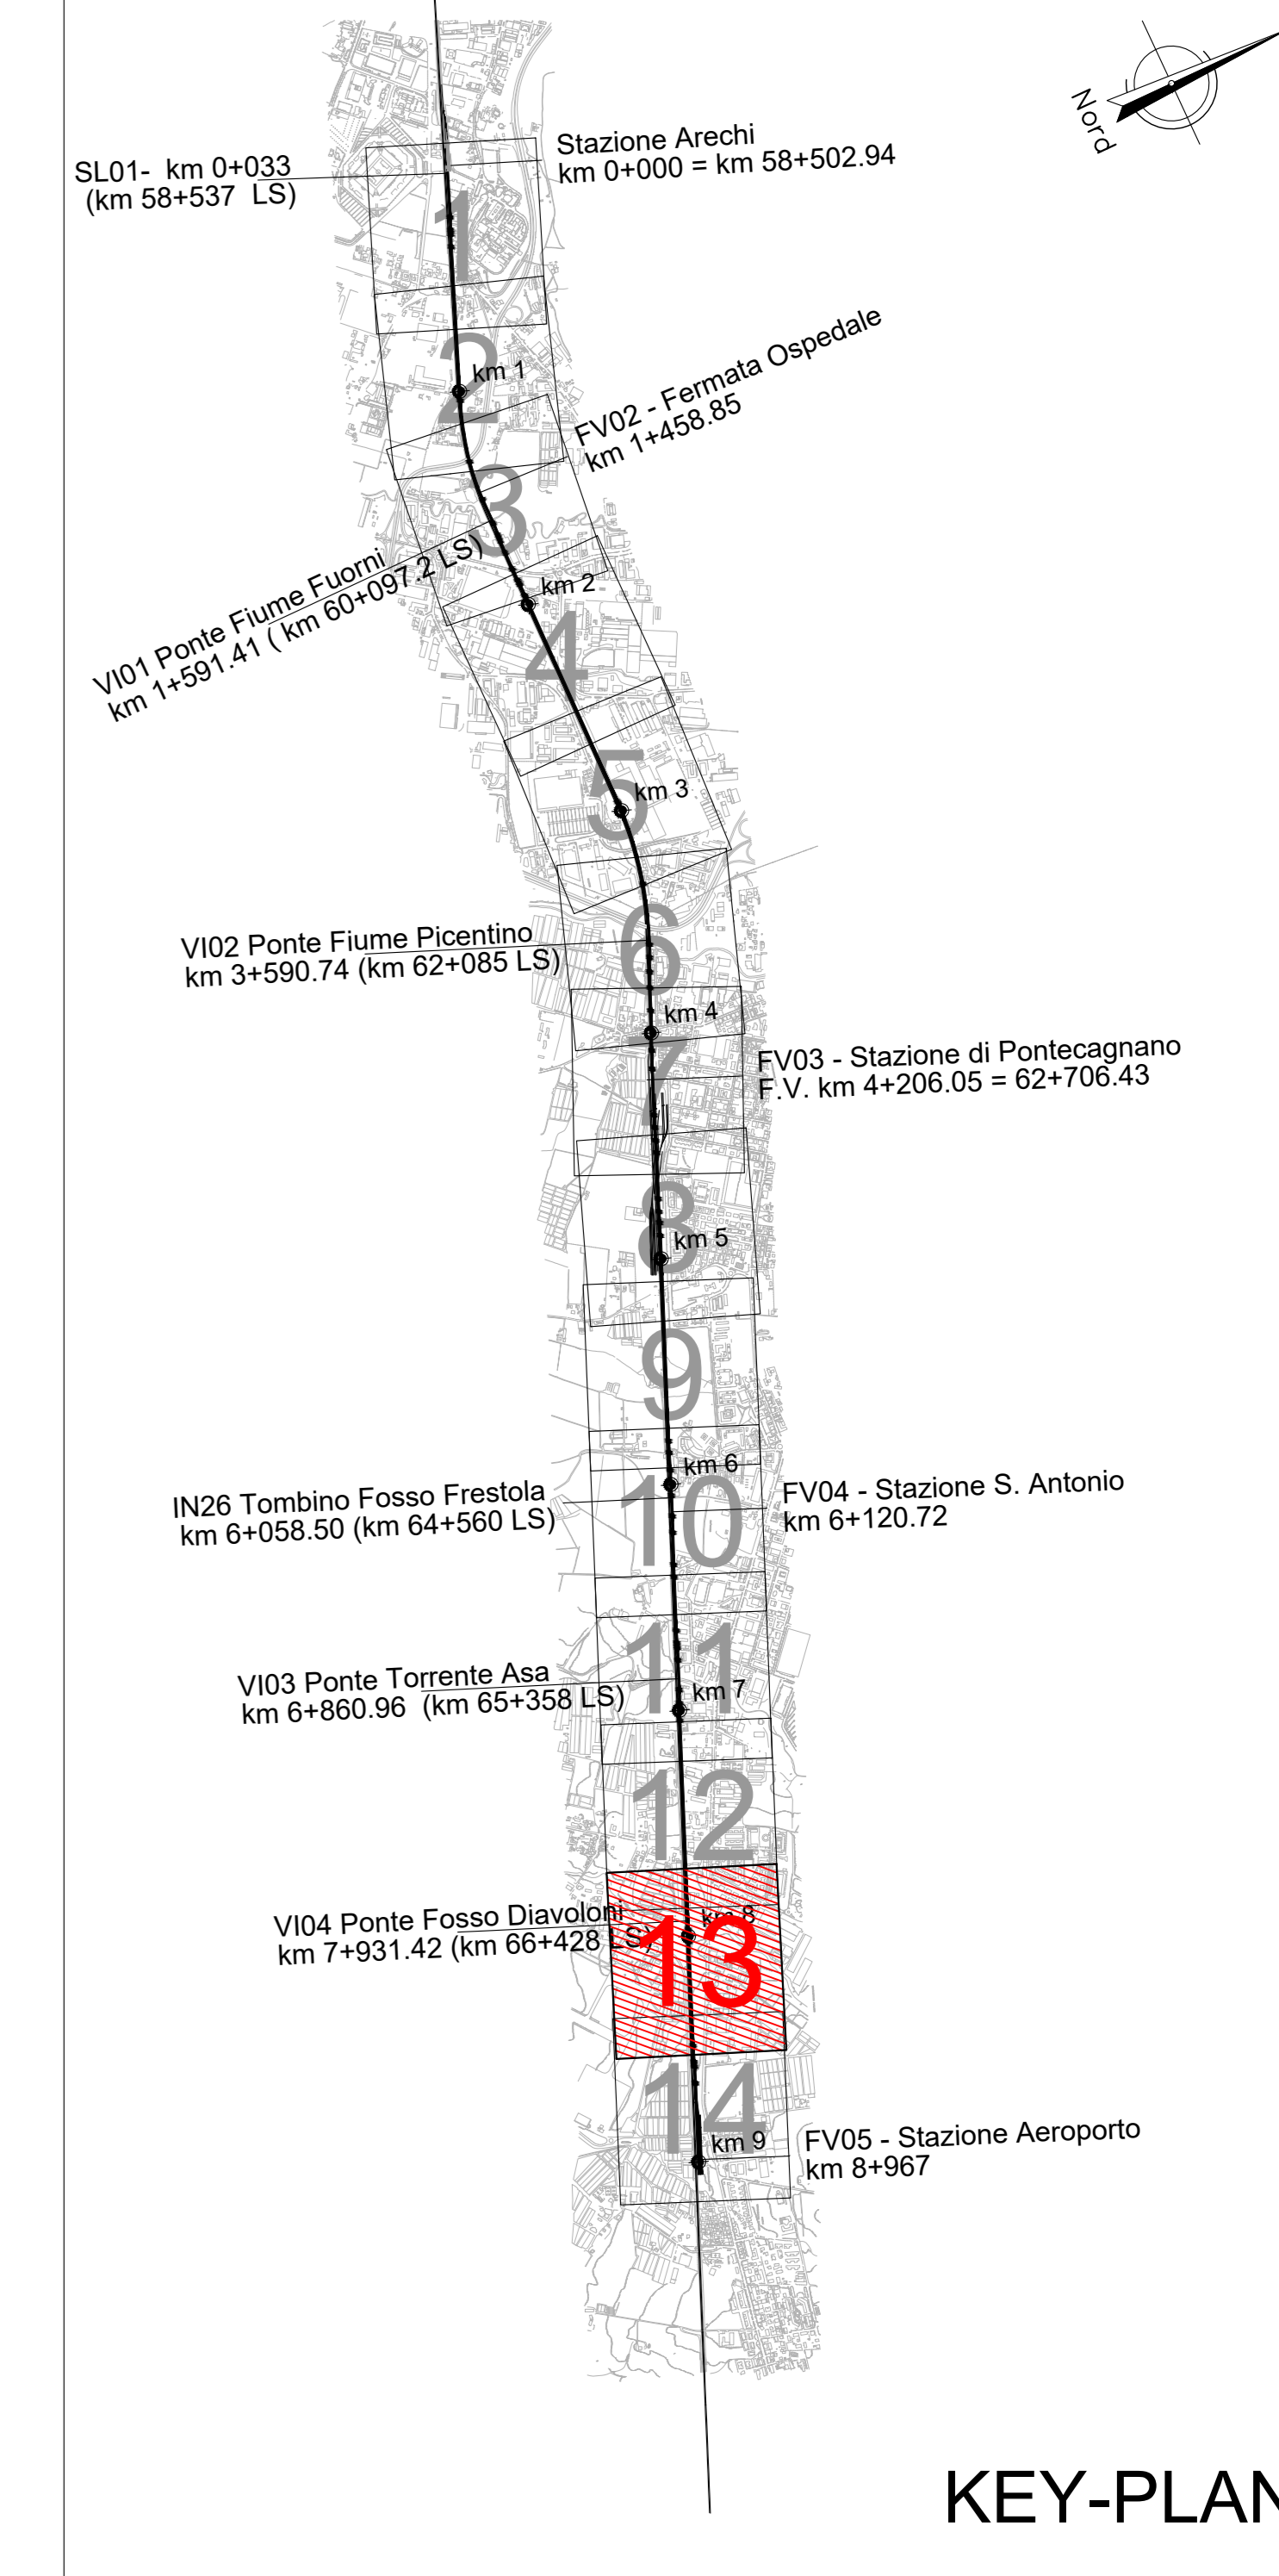 Nord
Stazione Arechi
km 0+000 = km 58+502.94
SL01-  km 0+033
(km 58+537  LS)
1
2
km 1
FV02 - Fermata Ospedale
km 1+458.85
3
VI01 Ponte Fiume Fuorni
km 1+591.41 ( km 60+097.2 LS)
km 2
4
5
km 3
VI02 Ponte Fiume Picentino
km 3+590.74 (km 62+085 LS)
6
km 4
7
FV03 - Stazione di Pontecagnano
F.V. km 4+206.05 = 62+706.43
8
km 5
9
km 6
IN26 Tombino Fosso Frestola
km 6+058.50 (km 64+560 LS)
10
FV04 - Stazione S. Antonio
km 6+120.72
11
VI03 Ponte Torrente Asa
km 6+860.96  (km 65+358 LS)
km 7
12
VI04 Ponte Fosso Diavoloni
km 7+931.42 (km 66+428 LS)
km 8
13
14
km 9
FV05 - Stazione Aeroporto
km 8+967
KEY-PLAN